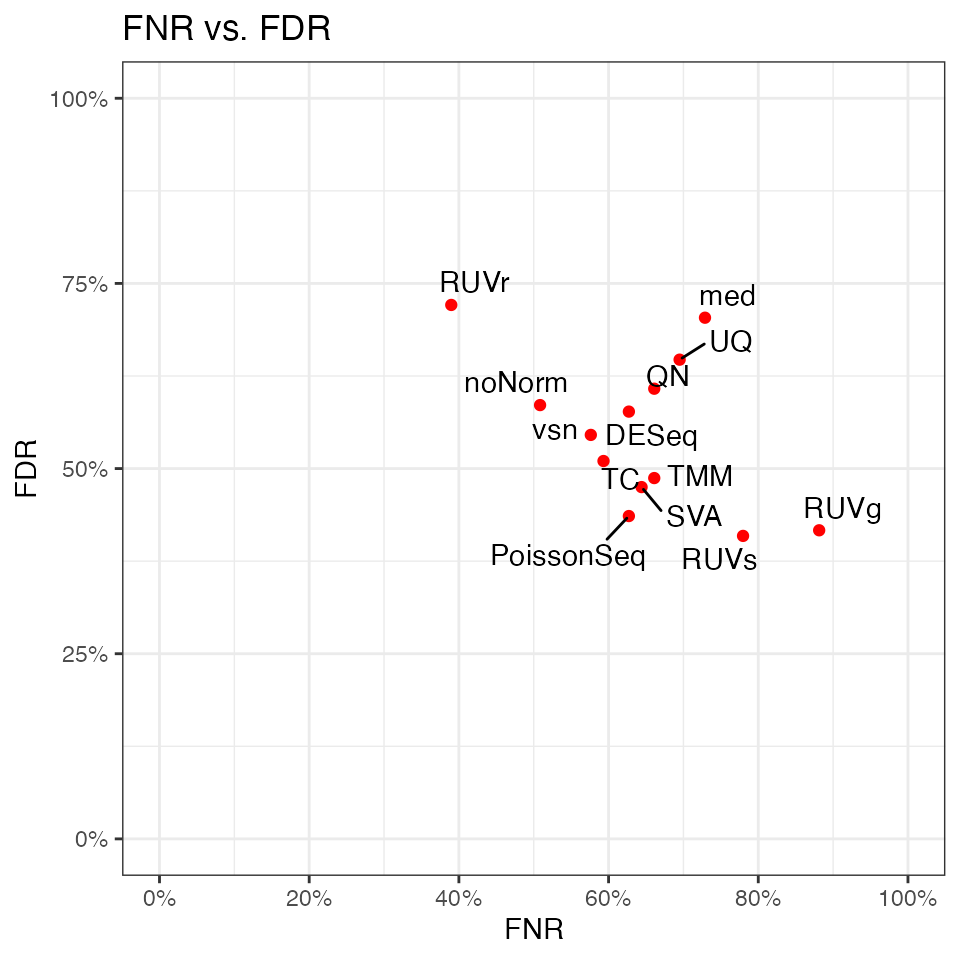 FNR vs. FDR
100%
75%
50%
25%
0%
FDR
RUVr
med
UQ
QN
noNorm
vsn
DESeq
TC
TMM
SVA
RUVg
PoissonSeq
RUVs
0%
20%
40%
60%
80%
100%
FNR